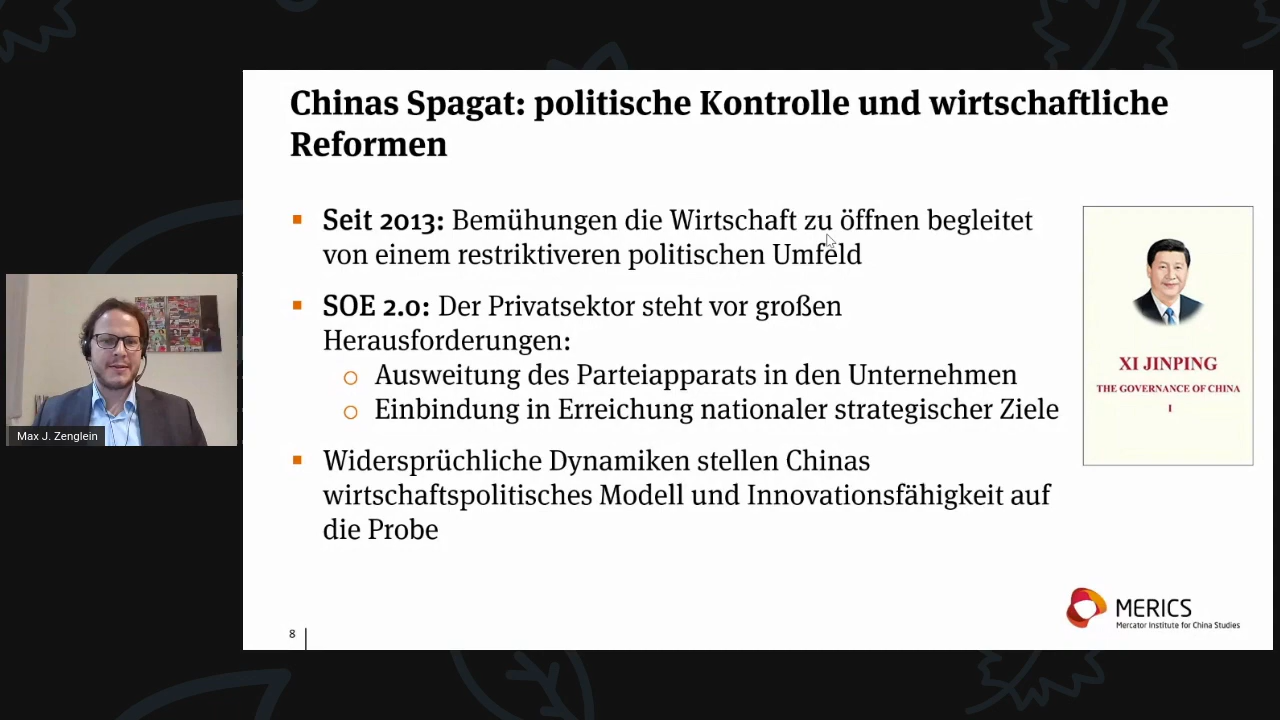 Chinas Spagat: politische Kontrolle und wirtschaftliche
Reformen
Seit 2013: Bemühungen die Wirtschaft zu öffnen begleitet
von einem restriktiveren politischen Umfeld
SOE 2.0: Der Privatsektor steht vor großen
Herausforderungen:
Ausweitung des Parteiapparats in den Unternehmen
Einbindung in Erreichung nationaler strategischer Ziele
Widersprüchliche Dynamiken stellen Chinas
wirtschaftspolitisches Modell und Innovationsfähigkeit auf
die Probe
XI JINPING
THE GOVERNANCE OF CHINA
I
Max J. Zenglein
MERICS
Mercator Institute for China Studies
8